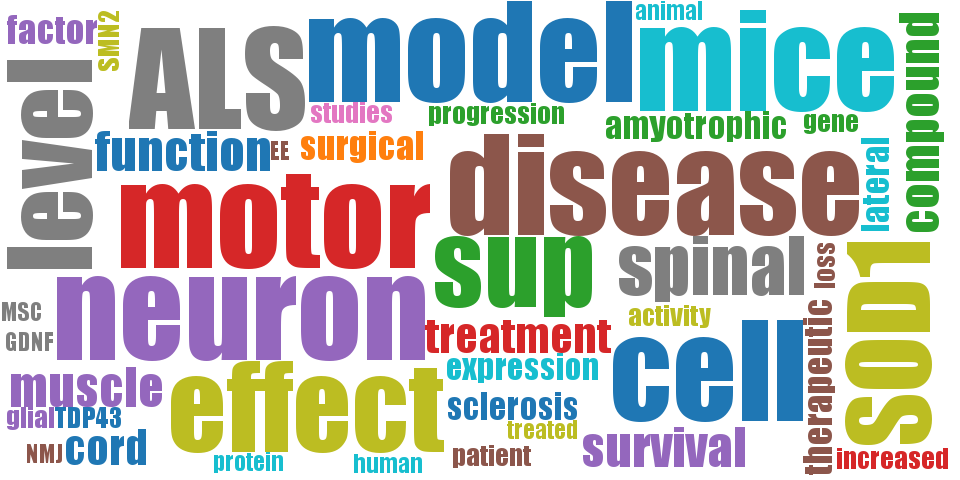 factor
SMN2
ALS
model
animal
mice
compound
level
studies
progression
amyotrophic
gene
function
EE
surgical
disease
lateral
motor
sup
spinal
loss
SOD1
neuron
MSC
GDNF
treatment
activity
cell
therapeutic
muscle
effect
expression
glial
TDP43
sclerosis
treated
NMJ
cord
protein
human
patient
survival
increased